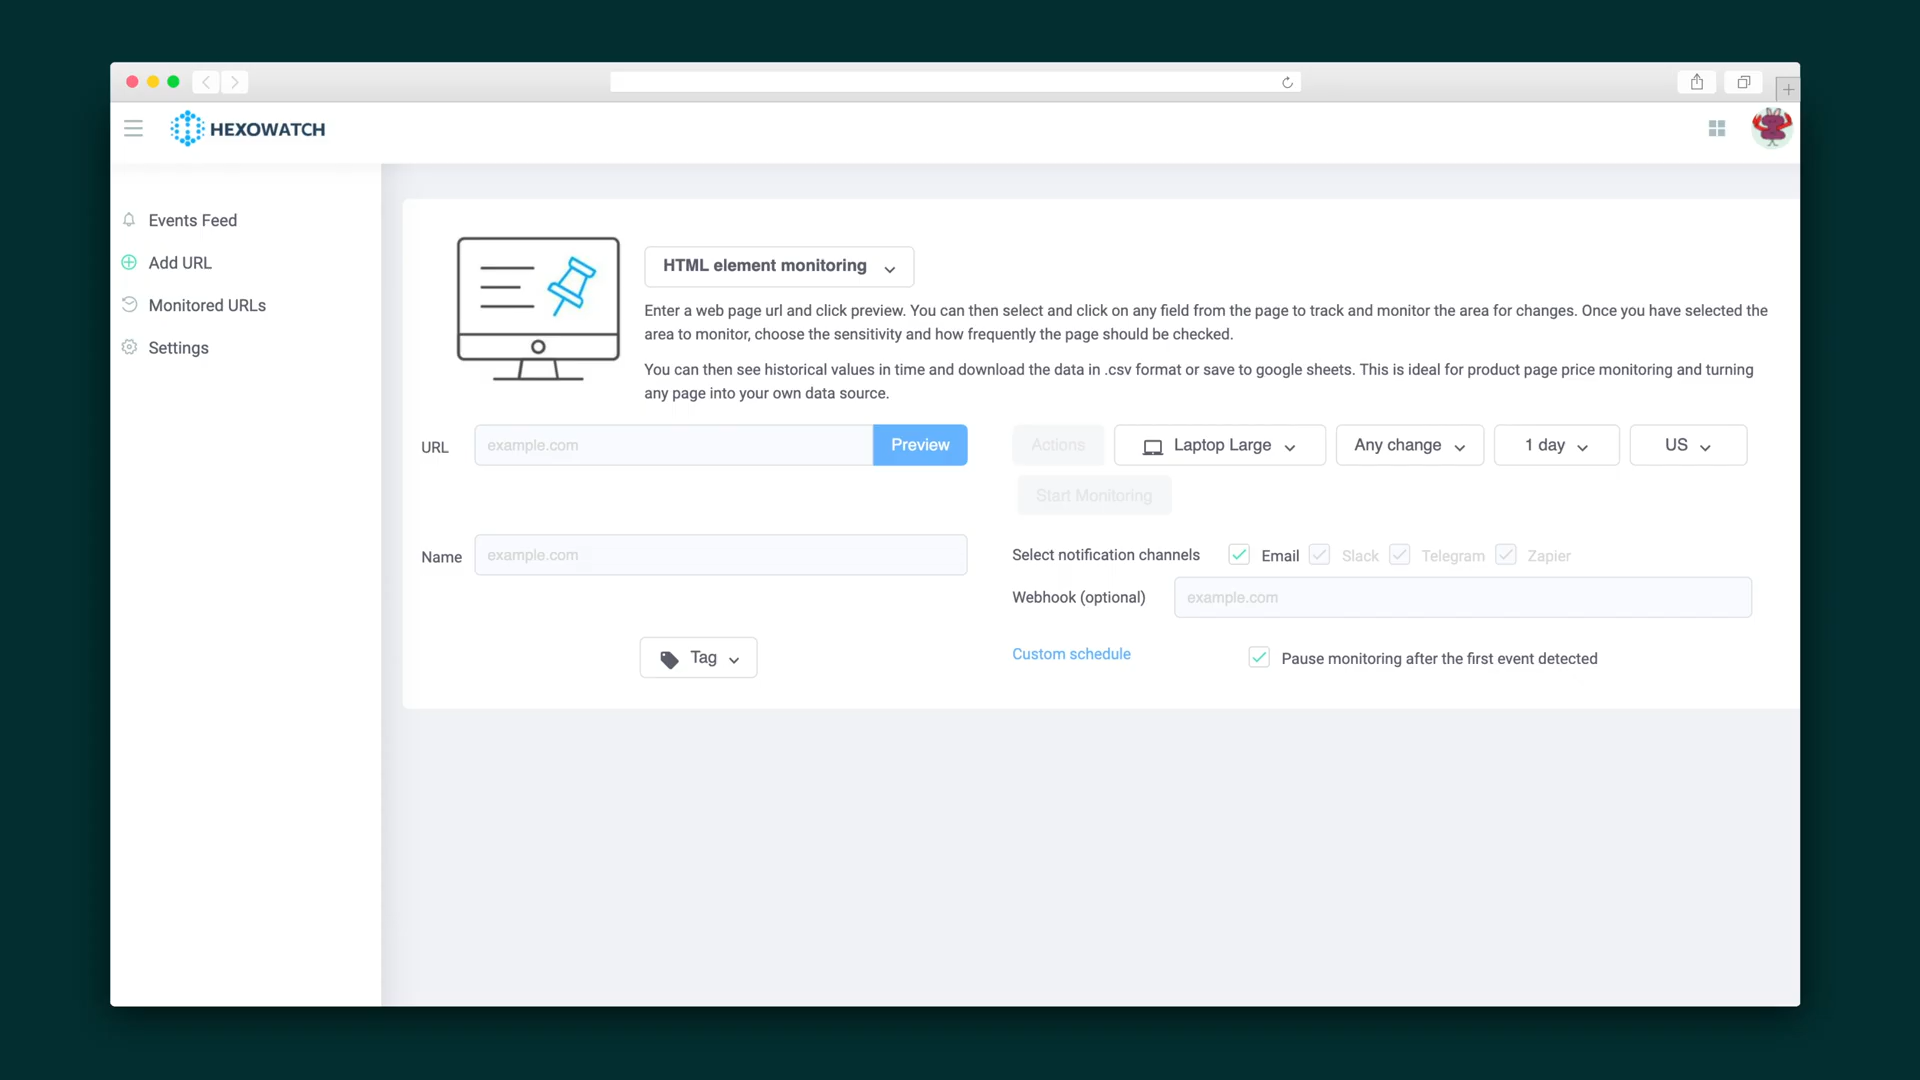 HEXOWATCH
Events Feed
Add URL
Monitored URLs
Settings
HTML element monitoring
Enter a web page url and click preview. You can then select and click on any field from the page to track and monitor the area for changes. Once you have selected the
area to monitor, choose the sensitivity and how frequently the page should be checked.
You can then see historical values in time and download the data in .csv format or save to google sheets. This is ideal for product page price monitoring and turning
any page into your own data source.
URL example.com Preview Actions Laptop Large Any change 1 day US
Start Monitoring
Name example.com Select notification channels Email Slack Telegram Zapier
Webhook (optional) example.com
Tag Custom schedule Pause monitoring after the first event detected